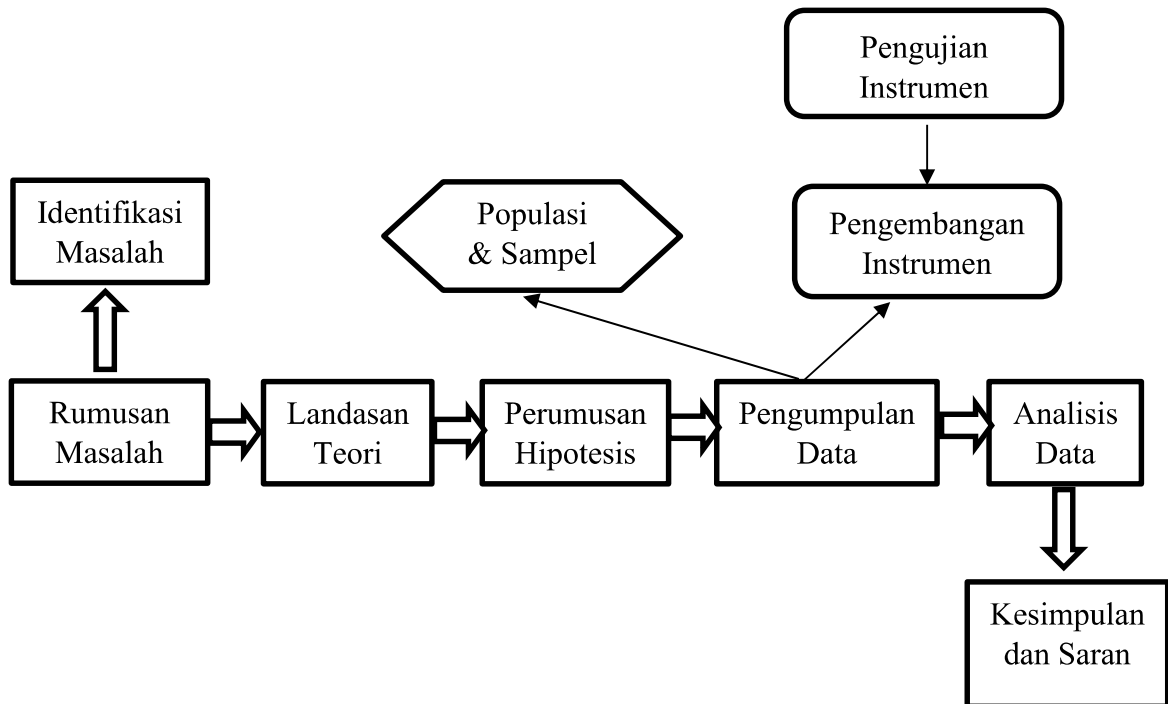 Pengujian
Instrumen
Identifikasi
Masalah
Populasi
& Sampel
Pengembangan
Instrumen
Rumusan
Masalah
Landasan
Teori
Perumusan
Hipotesis
Pengumpulan
Data
Analisis
Data
Kesimpulan
dan Saran